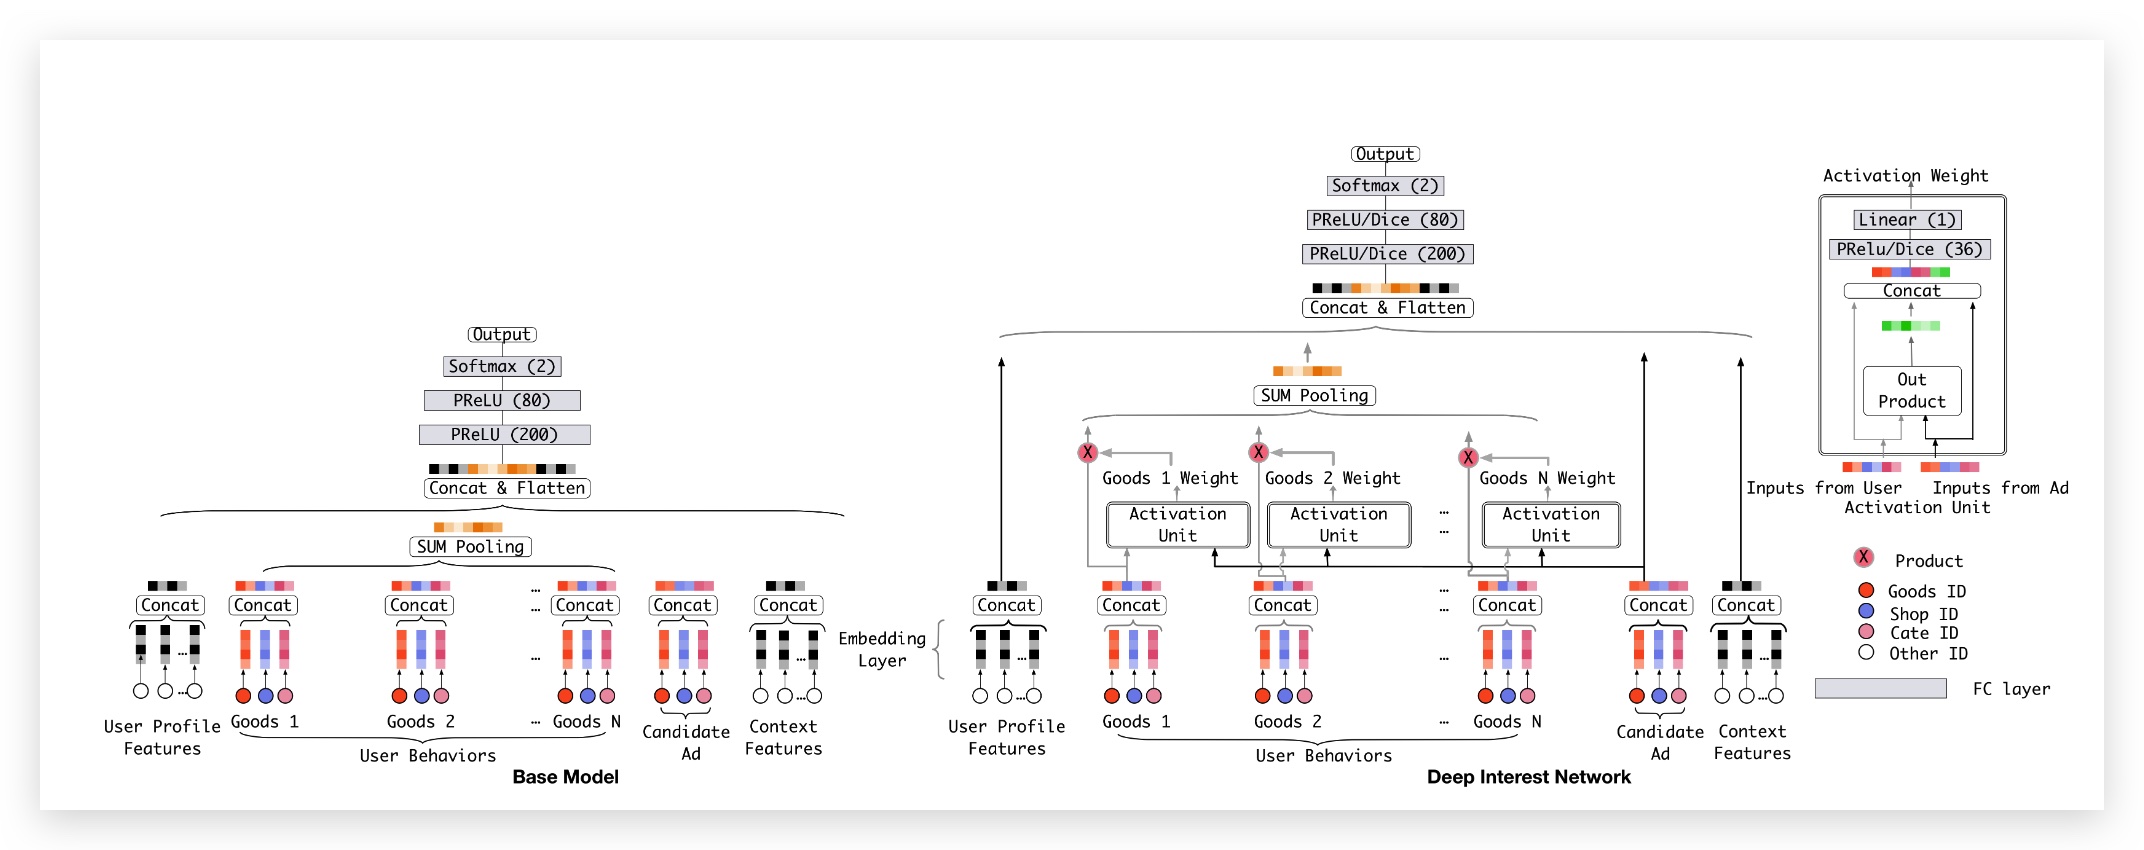 Output
Softmax (2)
PReLU (80)
PReLU (200)
Concat & Flatten
SUM Pooling
...
Concat
Concat
Concat
...
Concat
Concat
Concat
...
...
...
...
User Profile
Features
Goods 1
Goods 2
...
Goods N
Candidate
Ad
Context
Features
User Behaviors
Base Model
Embedding
Layer
Output
Softmax (2)
PReLU/Dice (80)
PReLU/Dice (200)
Concat & Flatten
SUM Pooling
X
X
X
Goods 1 Weight
Goods 2 Weight
Goods N Weight
Activation
Unit
Activation
Unit
...
...
Activation
Unit
...
Concat
Concat
Concat
...
Concat
Concat
Concat
...
...
...
...
User Profile
Features
Goods 1
Goods 2
...
Goods N
Candidate
Ad
Context
Features
User Behaviors
Deep Interest Network
Activation Weight
Linear (1)
PRelu/Dice (36)
Concat
Out
Product
Inputs from User
Inputs from Ad
Activation Unit
X
Product
Goods ID
Shop ID
Cate ID
Other ID
FC layer